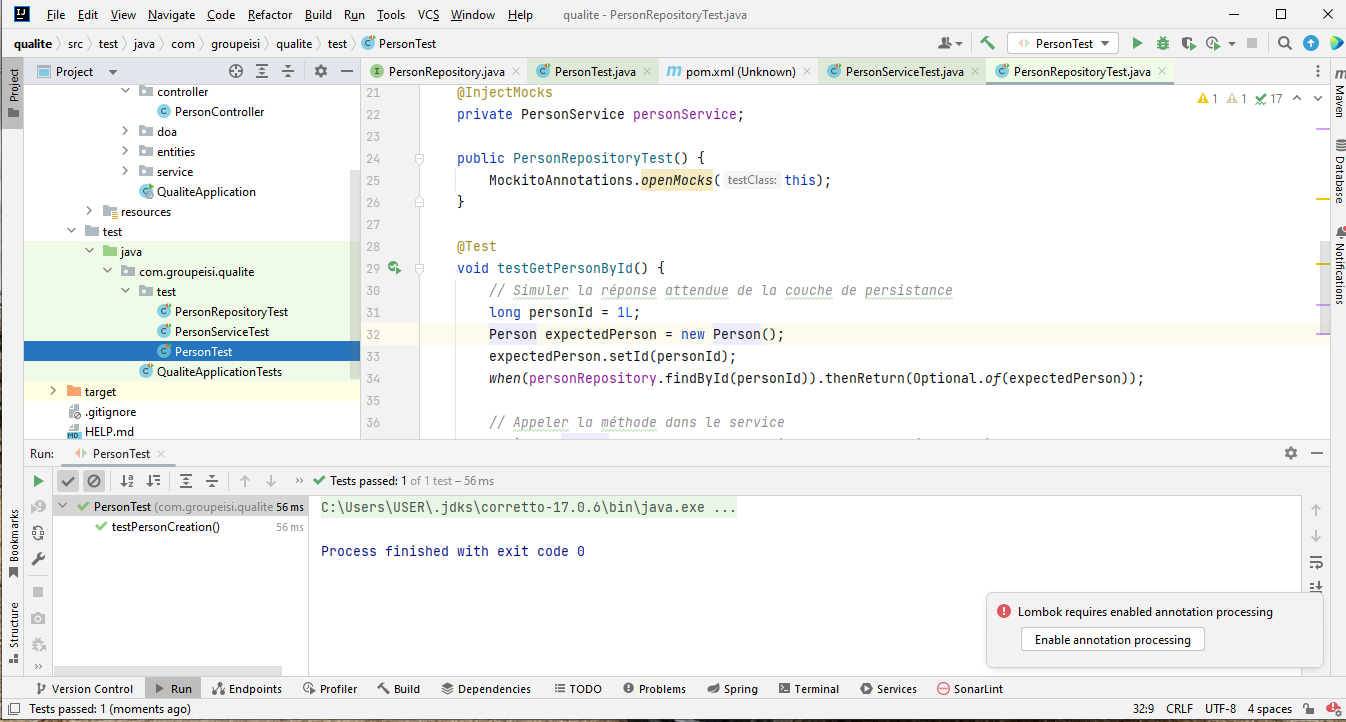 File Edit View Navigate Code Refactor Build Run Tools VCS Window Help qualite - PersonRepositoryTest.java
qualite src test java com groupeisi qualite test PersonTest PersonTest
Project PersonRepository.java PersonTest.java pom.xml (Unknown) PersonServiceTest.java PersonRepositoryTest.java
Project
Bookmarks
Structure
Maven
Database
Notifications
controller
PersonController
doa
entities
service
QualiteApplication
resources
test
java
com.groupeisi.qualite
test
PersonRepositoryTest
PersonServiceTest
PersonTest
QualiteApplicationTests
target
.gitignore
HELP.md
1 1 17
21 @InjectMocks
22 private PersonService personService;
23
24 public PersonRepositoryTest() {
25 MockitoAnnotations.openMocks( testClass: this);
26 }
27
28 @Test
29 void testGetPersonById() {
30 // Simuler la réponse attendue de la couche de persistance
31 long personId = 1L;
32 Person expectedPerson = new Person();
33 expectedPerson.setId(personId);
34 when(personRepository.findById(personId)).thenReturn(Optional.of(expectedPerson));
35
36 // Appeler la méthode dans le service
Run: PersonTest
Tests passed: 1 of 1 test – 56 ms
PersonTest (com.groupeisi.qualite 56 ms
testPersonCreation() 56 ms
C:\Users\USER\.jdks\corretto-17.0.6\bin\java.exe ...
Process finished with exit code 0
Lombok requires enabled annotation processing
Enable annotation processing
Version Control Run Endpoints Profiler Build Dependencies TODO Problems Spring Terminal Services SonarLint
Tests passed: 1 (moments ago) 32:9 CRLF UTF-8 4 spaces